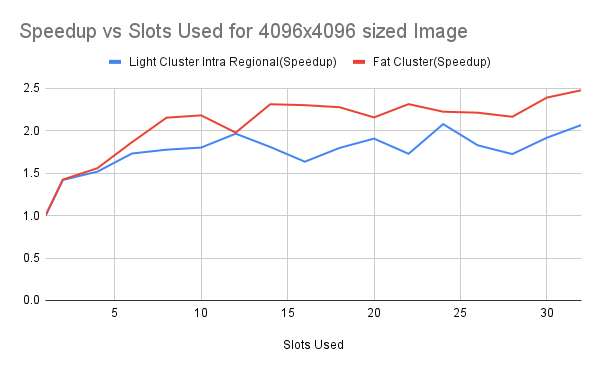 Speedup vs Slots Used for 4096x4096 sized Image
Light Cluster Intra Regional(Speedup) Fat Cluster(Speedup)
2.5
2.0
1.5
1.0
0.5
0.0
5 10 15 20 25 30
Slots Used